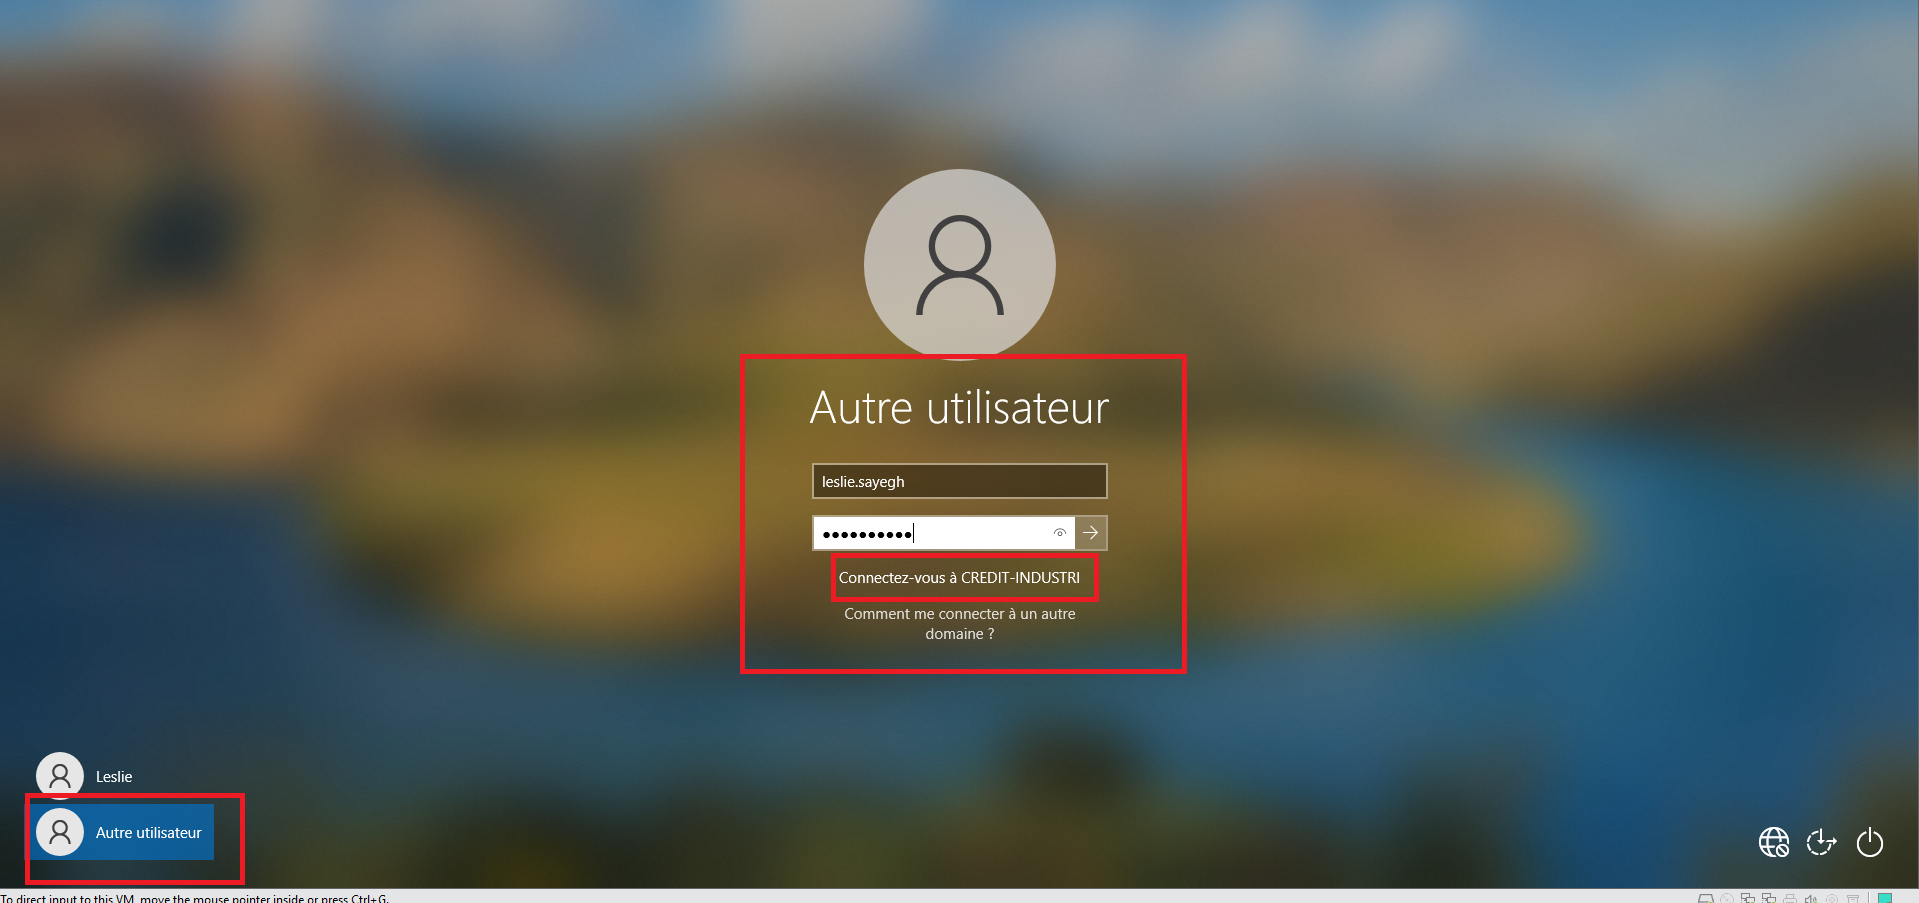 Autre utilisateur
leslie.sayegh
Connectez-vous à CREDIT-INDUSTRI
Comment me connecter à un autre
domaine ?
Leslie
Autre utilisateur
To direct input to this VM, move the mouse pointer inside or press Ctrl+G.